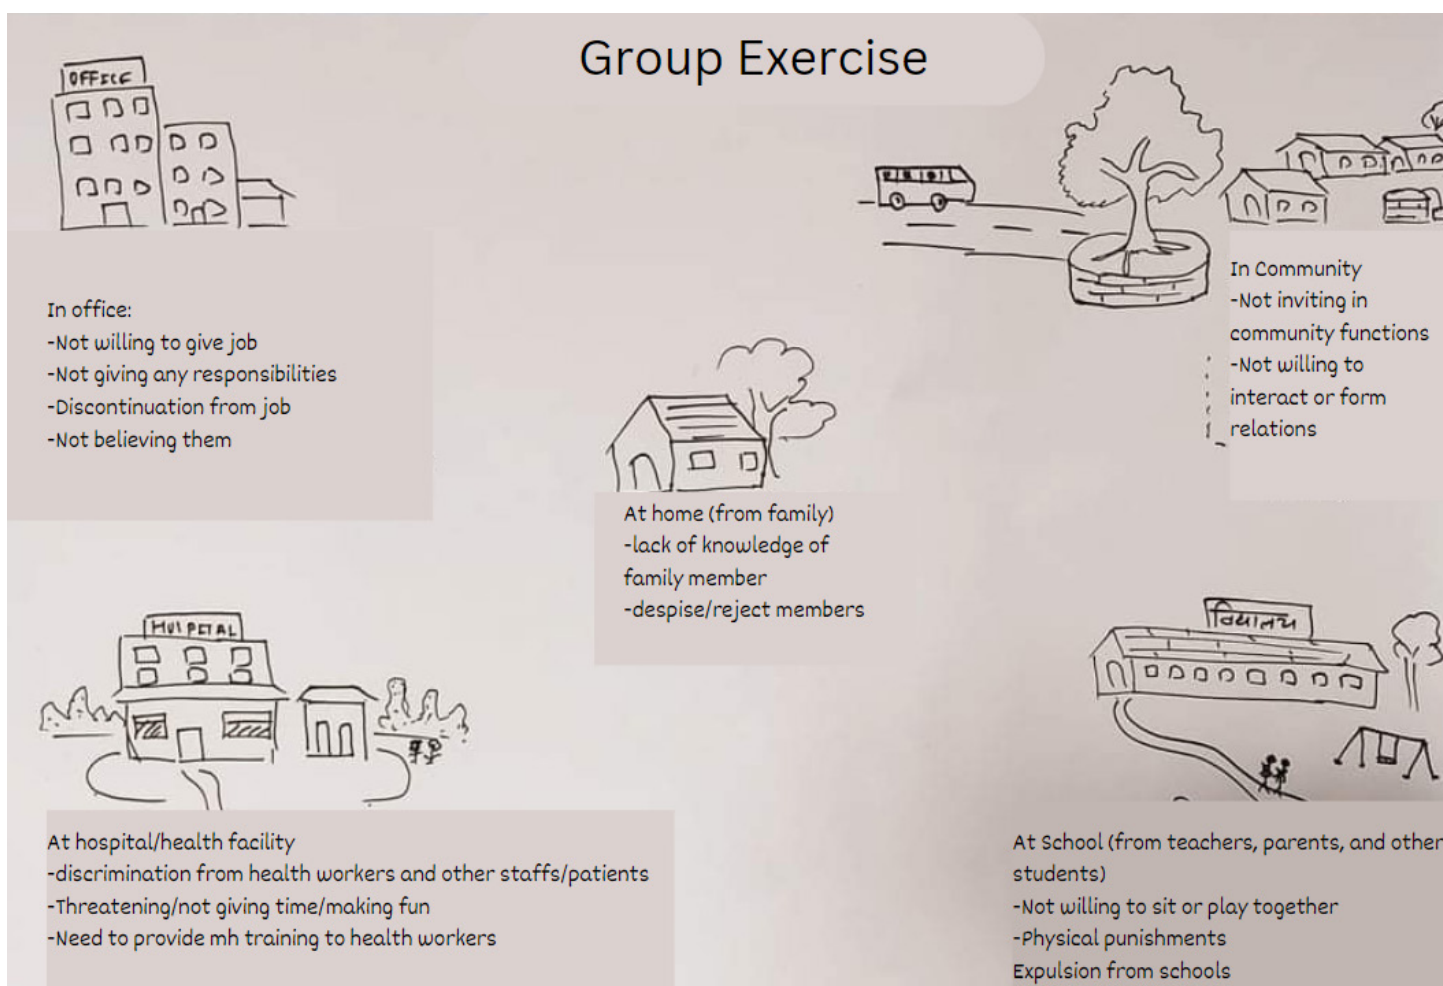 Group Exercise
OFFICE
In office:
-Not willing to give job
-Not giving any responsibilities
-Discontinuation from job
-Not believing them
In Community
-Not inviting in
community functions
-Not willing to
interact or form
relations
At home (from family)
-lack of knowledge of
family member
-despise/reject members
HOSPETAL
At hospital/health facility
-discrimination from health workers and other staffs/patients
-Threatening/not giving time/making fun
-Need to provide mh training to health workers
विद्यालय
At School (from teachers, parents, and other
students)
-Not willing to sit or play together
-Physical punishments
Expulsion from schools